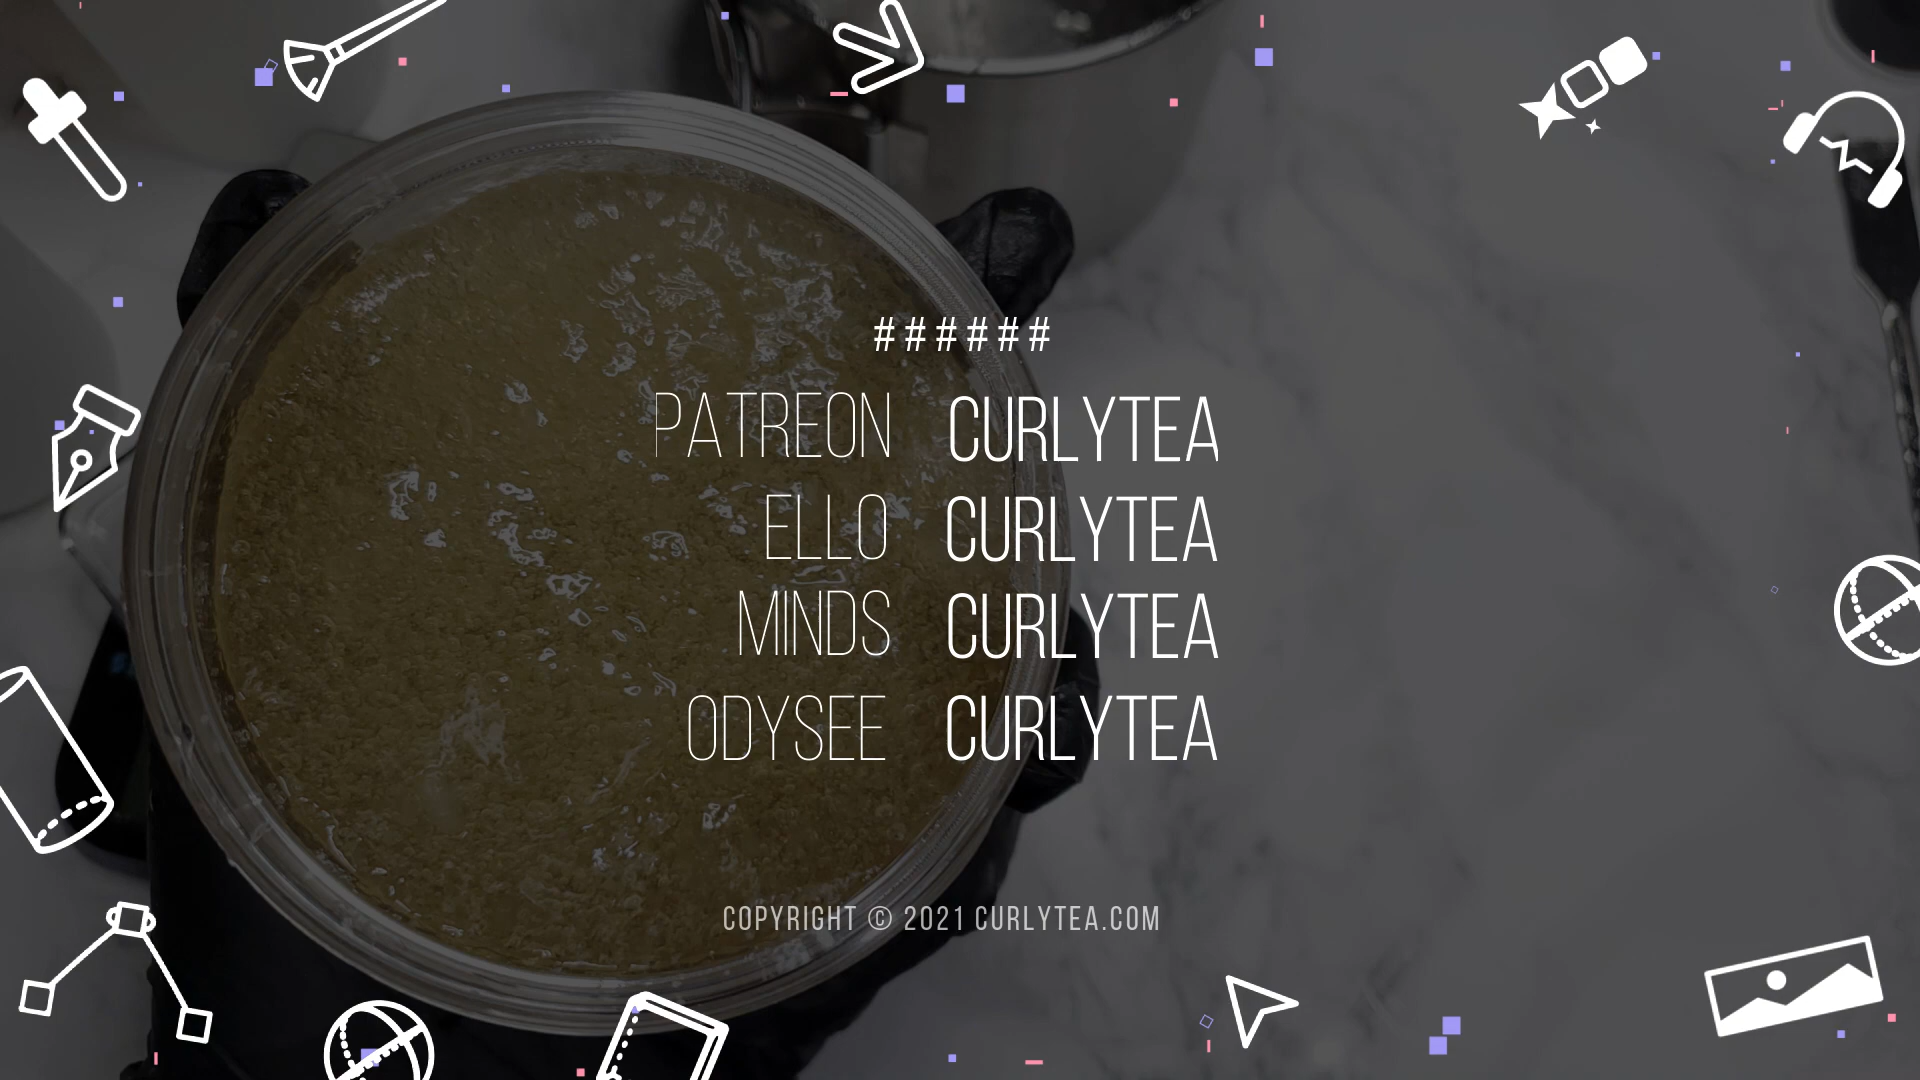 ######
PATREON CURLYTEA
ELLO CURLYTEA
MINDS CURLYTEA
ODYSEE CURLYTEA
COPYRIGHT © 2021 CURLYTEA.COM